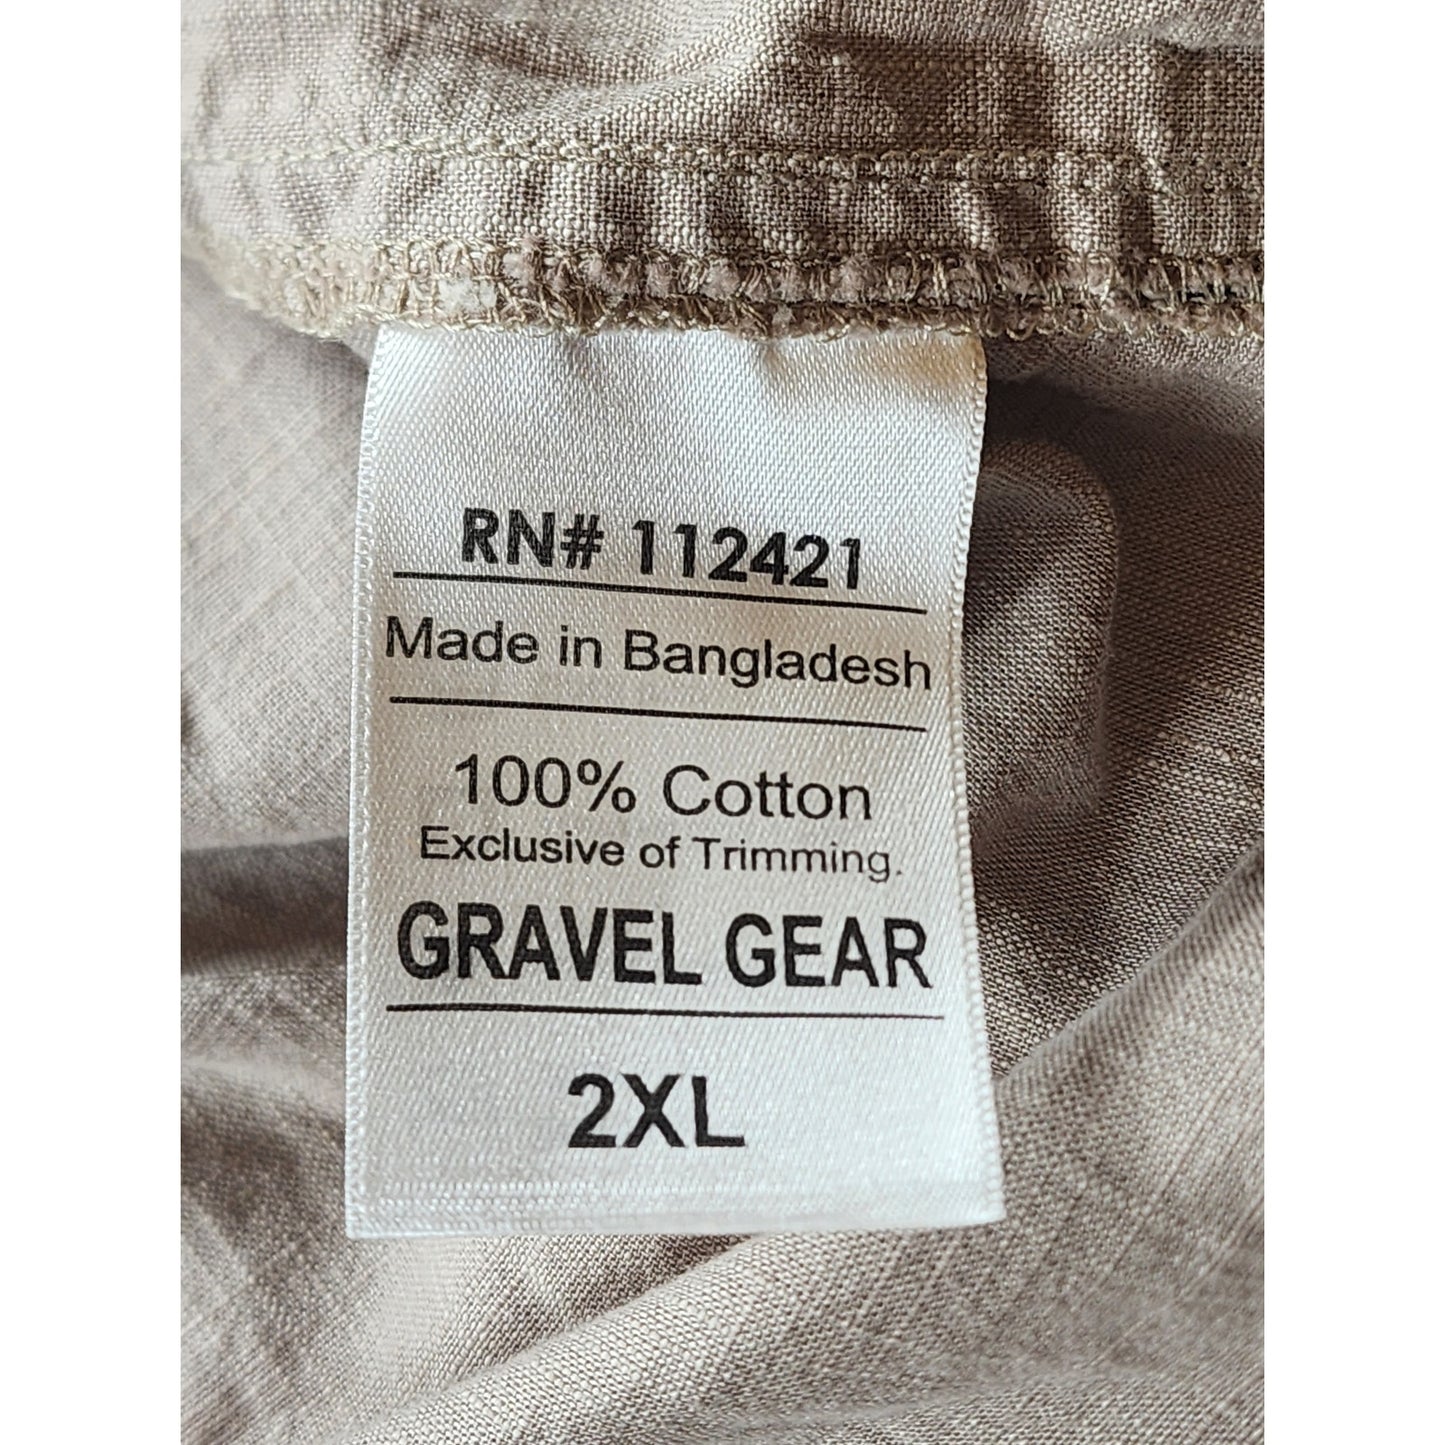 RN# 112421
Made in Bangladesh
100% Cotton
Exclusive of Trimming.
GRAVEL GEAR
2XL